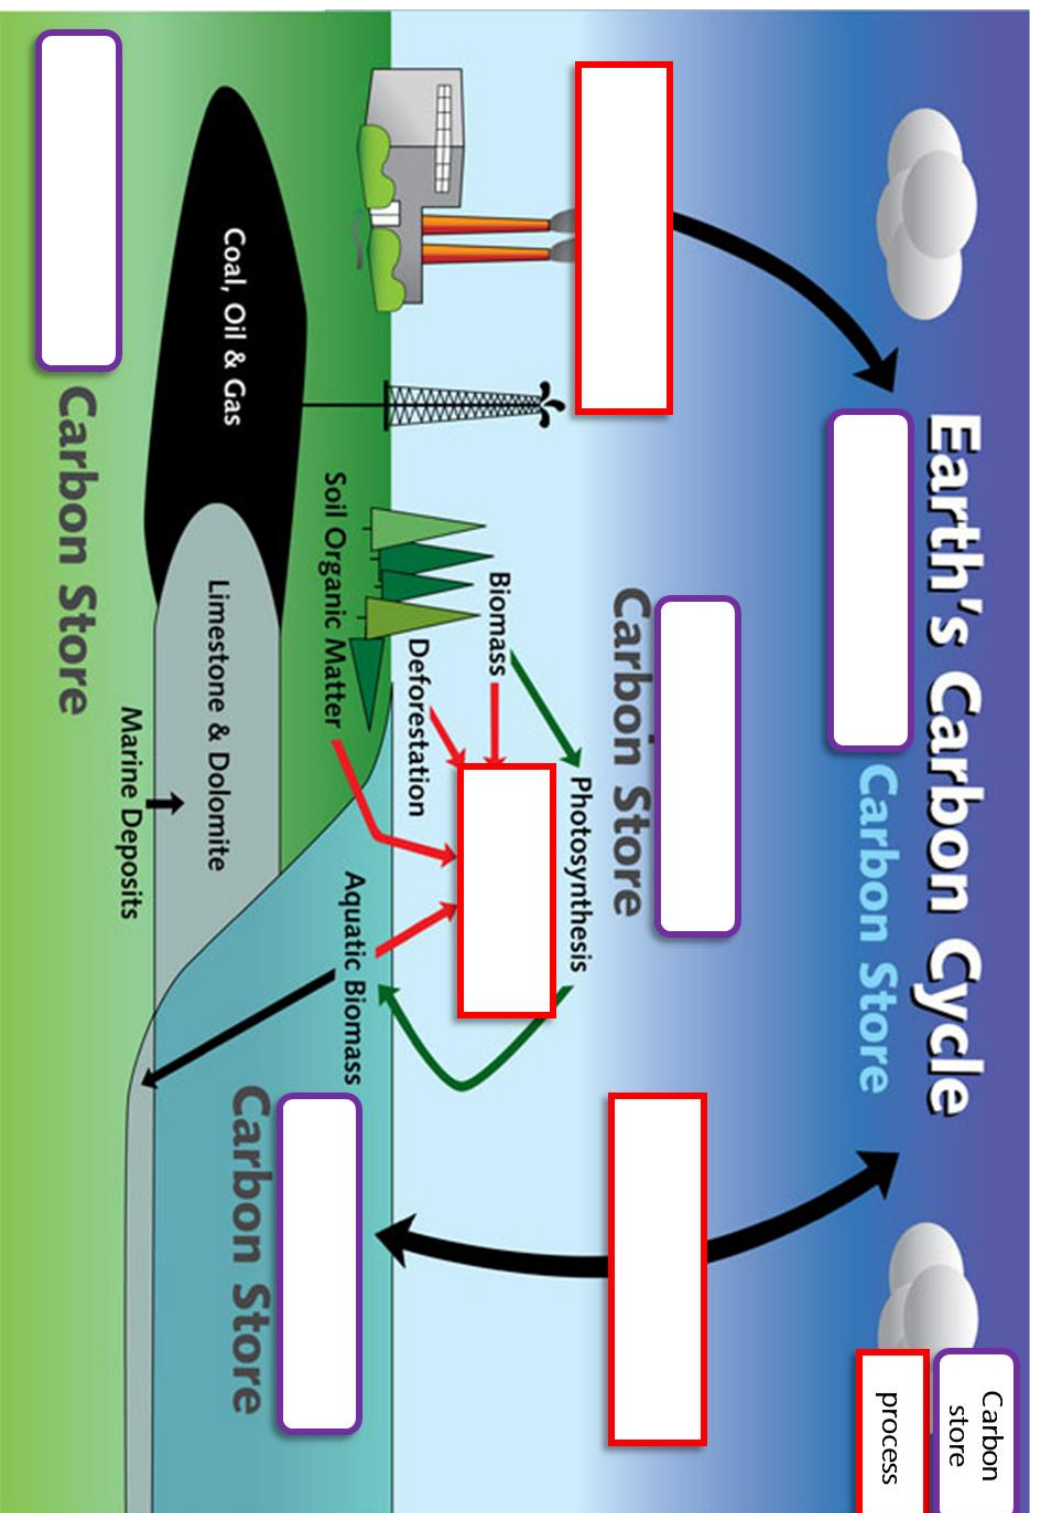 Earth's Carbon Cycle
Carbon
store
process
Carbon Store
Carbon Store
Photosynthesis
Biomass
Deforestation
Soil Organic Matter
Aquatic Biomass
Carbon Store
Coal, Oil & Gas
Limestone & Dolomite
Marine Deposits
Carbon Store